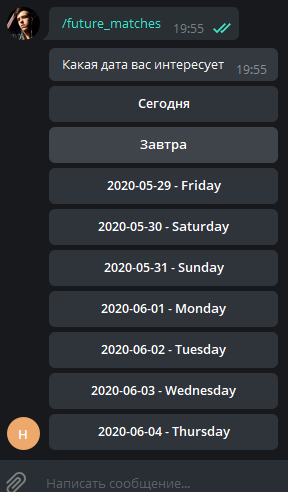 /future_matches
19:55
Какая дата вас интересует
19:55
Сегодня
Завтра
2020-05-29 - Friday
2020-05-30 - Saturday
2020-05-31 - Sunday
2020-06-01 - Monday
2020-06-02 - Tuesday
2020-06-03 - Wednesday
2020-06-04 - Thursday
Н
Написать сообщение...